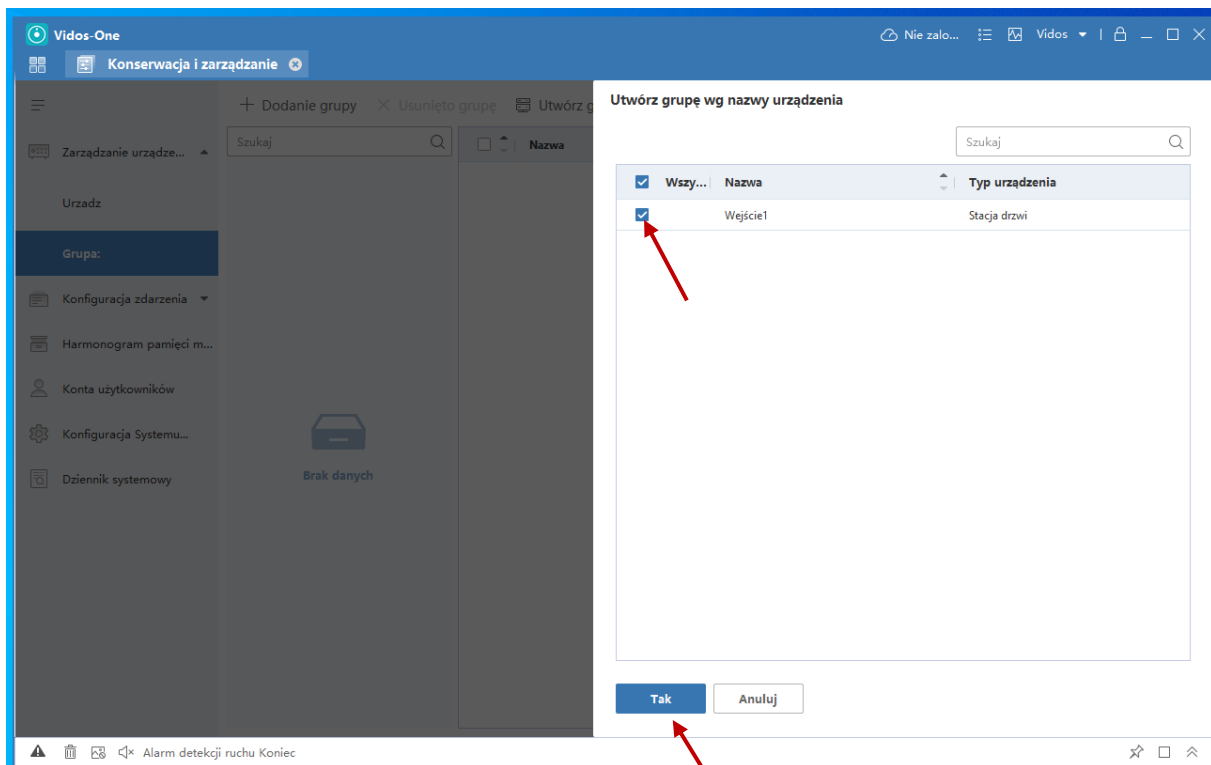 Vidos-One
Nie zalo...
Vidos
Konserwacja i zarządzanie
Dodanie grupy
Usunięto grupę
Utwórz g
Szukaj
Nazwa
Zarządzanie urządze...
Urzadz
Grupa:
Konfiguracja zdarzenia
Harmonogram pamięci m...
Konta użytkowników
Konfiguracja Systemu...
Dziennik systemowy
Brak danych
Utwórz grupę wg nazwy urządzenia
Szukaj
Wszy... Nazwa Typ urządzenia
Wejście1 Stacja drzwi
Tak Anuluj
Alarm detekcji ruchu Koniec